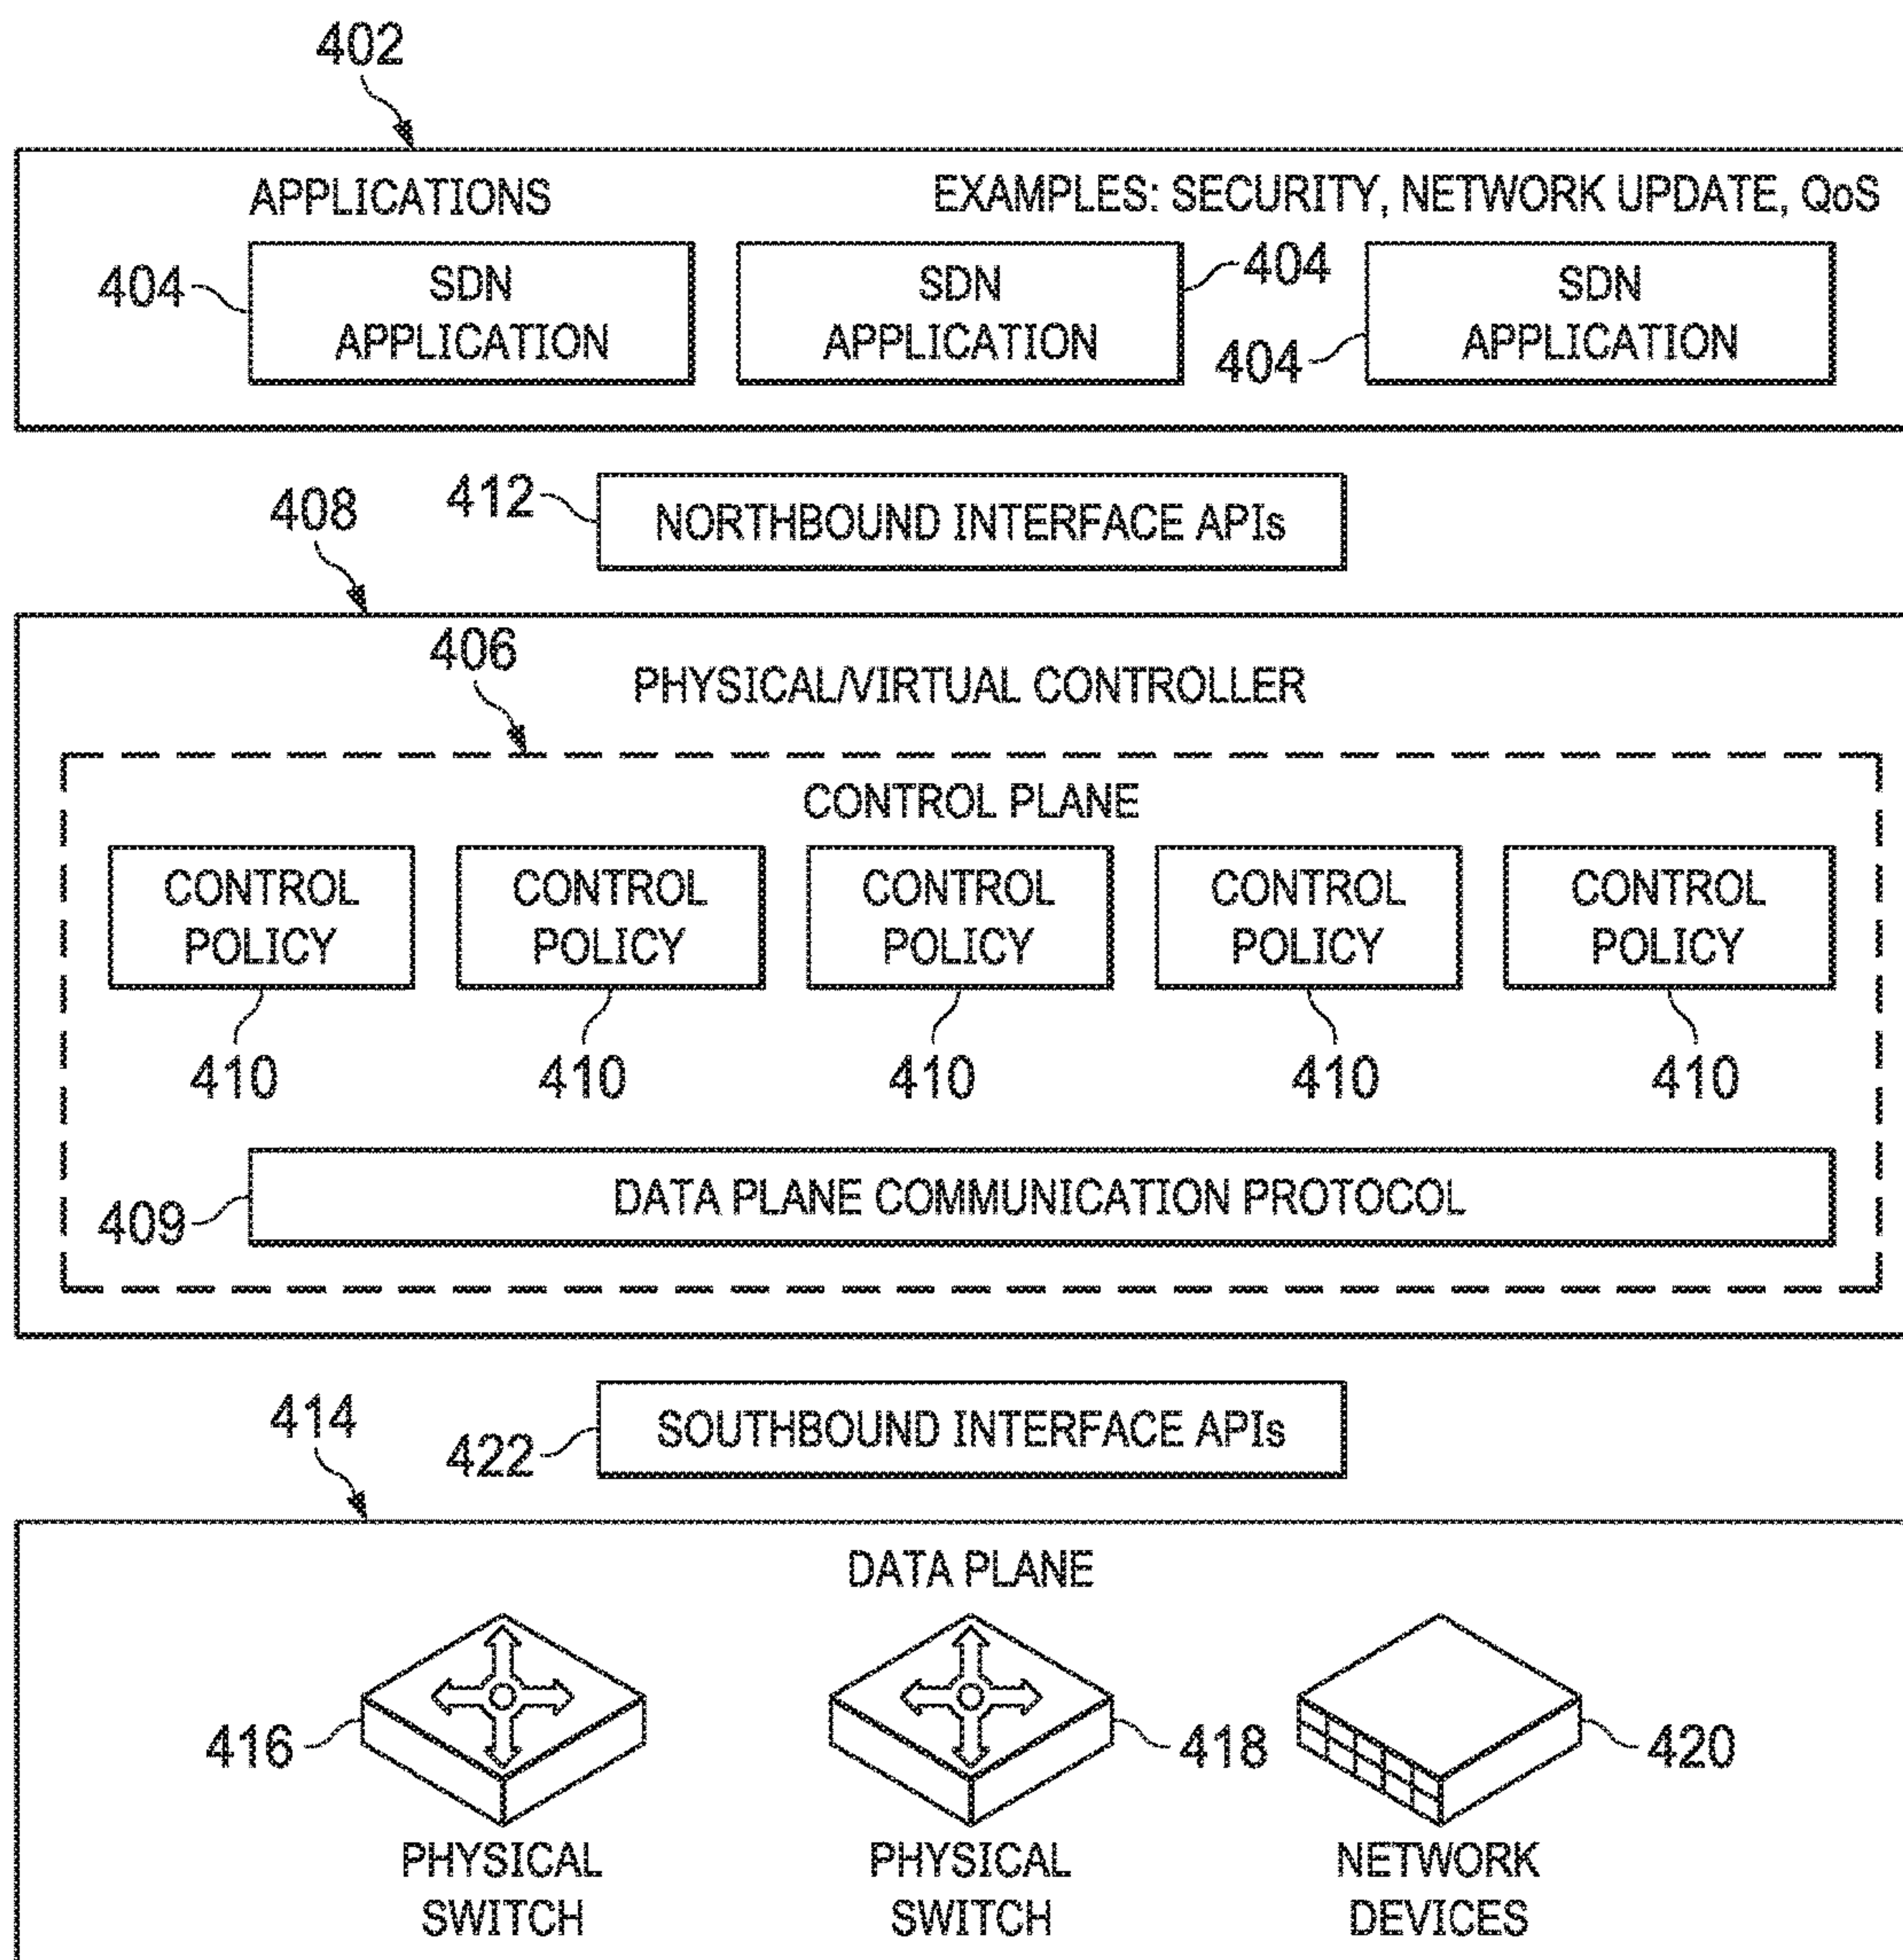 402
APPLICATIONS EXAMPLES: SECURITY, NETWORK UPDATE, QoS
404 SDN APPLICATION
SDN APPLICATION 404
404 SDN APPLICATION
412 NORTHBOUND INTERFACE APIs
408
406
PHYSICAL/VIRTUAL CONTROLLER
CONTROL PLANE
CONTROL CONTROL CONTROL CONTROL CONTROL
POLICY POLICY POLICY POLICY POLICY
410 410 410 410 410
409 DATA PLANE COMMUNICATION PROTOCOL
414
422 SOUTHBOUND INTERFACE APIs
DATA PLANE
416 418 420
PHYSICAL PHYSICAL NETWORK
SWITCH SWITCH DEVICES